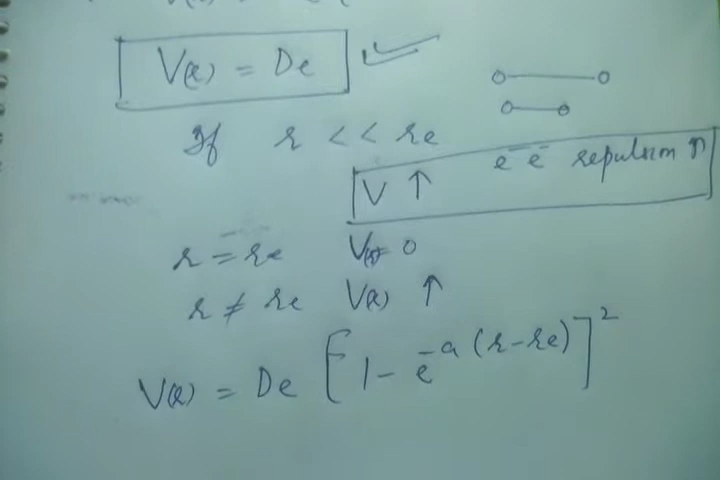 V(r) = De
If r << re
V ↑ e⁻ e⁻ repulsion ↑
r = re V(r)= 0
r ≠ re V(r) ↑
V(r) = De [1 - e^-a (r-re)]^2